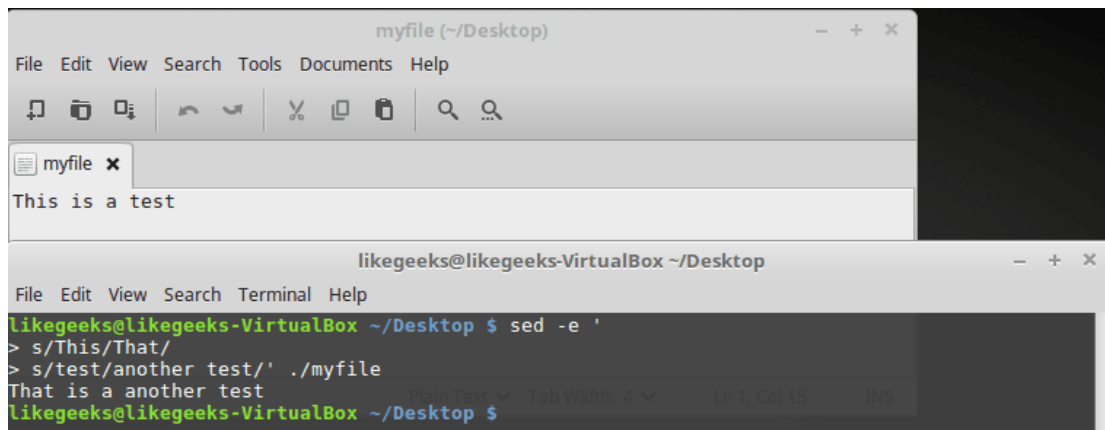 myfile (~/Desktop)
File Edit View Search Tools Documents Help
myfile
This is a test
likegeeks@likegeeks-VirtualBox ~/Desktop
File Edit View Search Terminal Help
likegeeks@likegeeks-VirtualBox ~/Desktop $ sed -e '
> s/This/That/
> s/test/another test/' ./myfile
That is a another test
Plain Text Tab Width: 4 Ln 1, Col 15 INS
likegeeks@likegeeks-VirtualBox ~/Desktop $